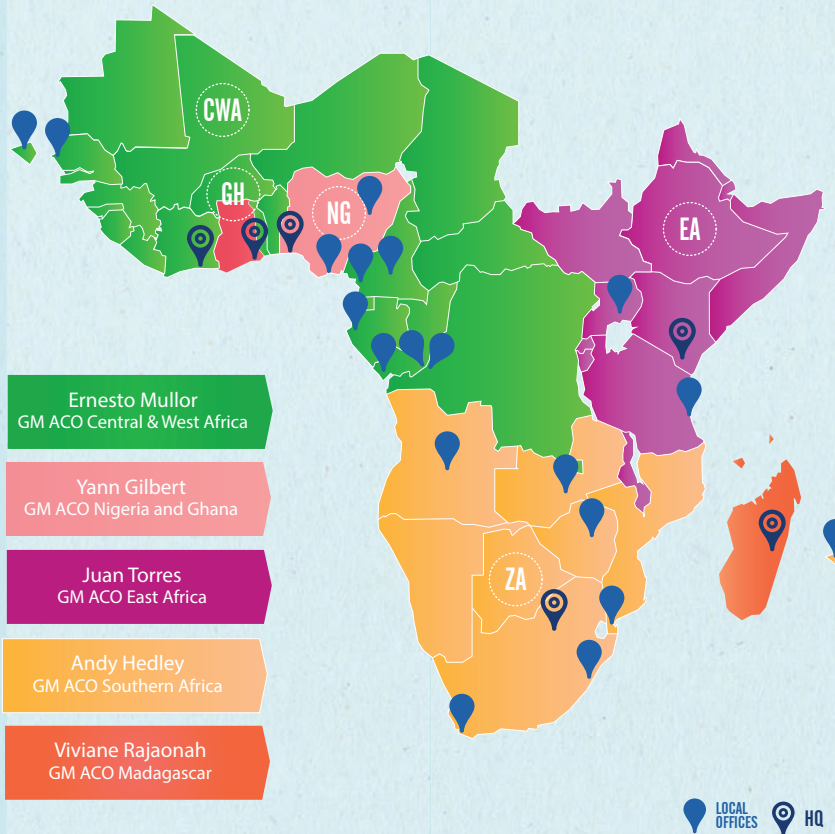 CWA
GH
NG
EA
ZA
Ernesto Mullor
GM ACO Central & West Africa
Yann Gilbert
GM ACO Nigeria and Ghana
Juan Torres
GM ACO East Africa
Andy Hedley
GM ACO Southern Africa
Viviane Rajaonah
GM ACO Madagascar
LOCAL
OFFICES
HQ